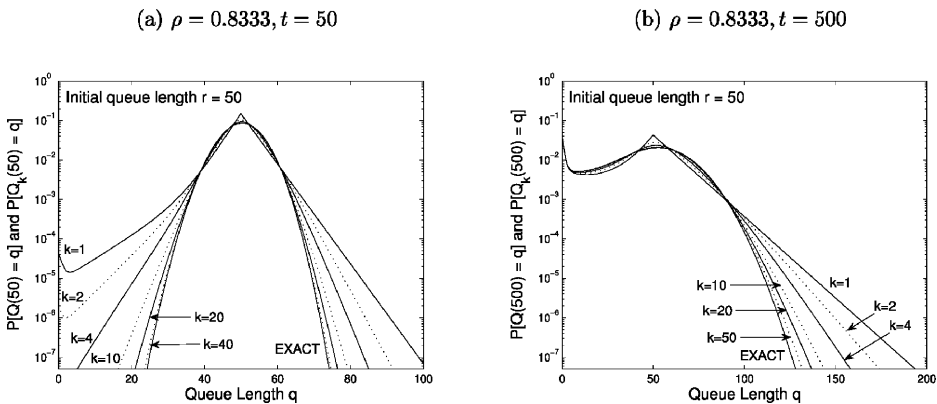 (a) ρ = 0.8333, t = 50
(b) ρ = 0.8333, t = 500
P[Q(50) = q] and P[Q_k(50) = q]
10^0
10^-1
10^-2
10^-3
10^-4
10^-5
10^-6
10^-7
Initial queue length r = 50
k=1
k=2
k=4
k=10
k=20
k=40
EXACT
0 20 40 60 80 100
Queue Length q
P[Q(500) = q] and P[Q_k(500) = q]
10^0
10^-1
10^-2
10^-3
10^-4
10^-5
10^-6
10^-7
Initial queue length r = 50
k=1
k=10
k=2
k=20
k=4
k=50
EXACT
0 50 100 150 200
Queue Length q